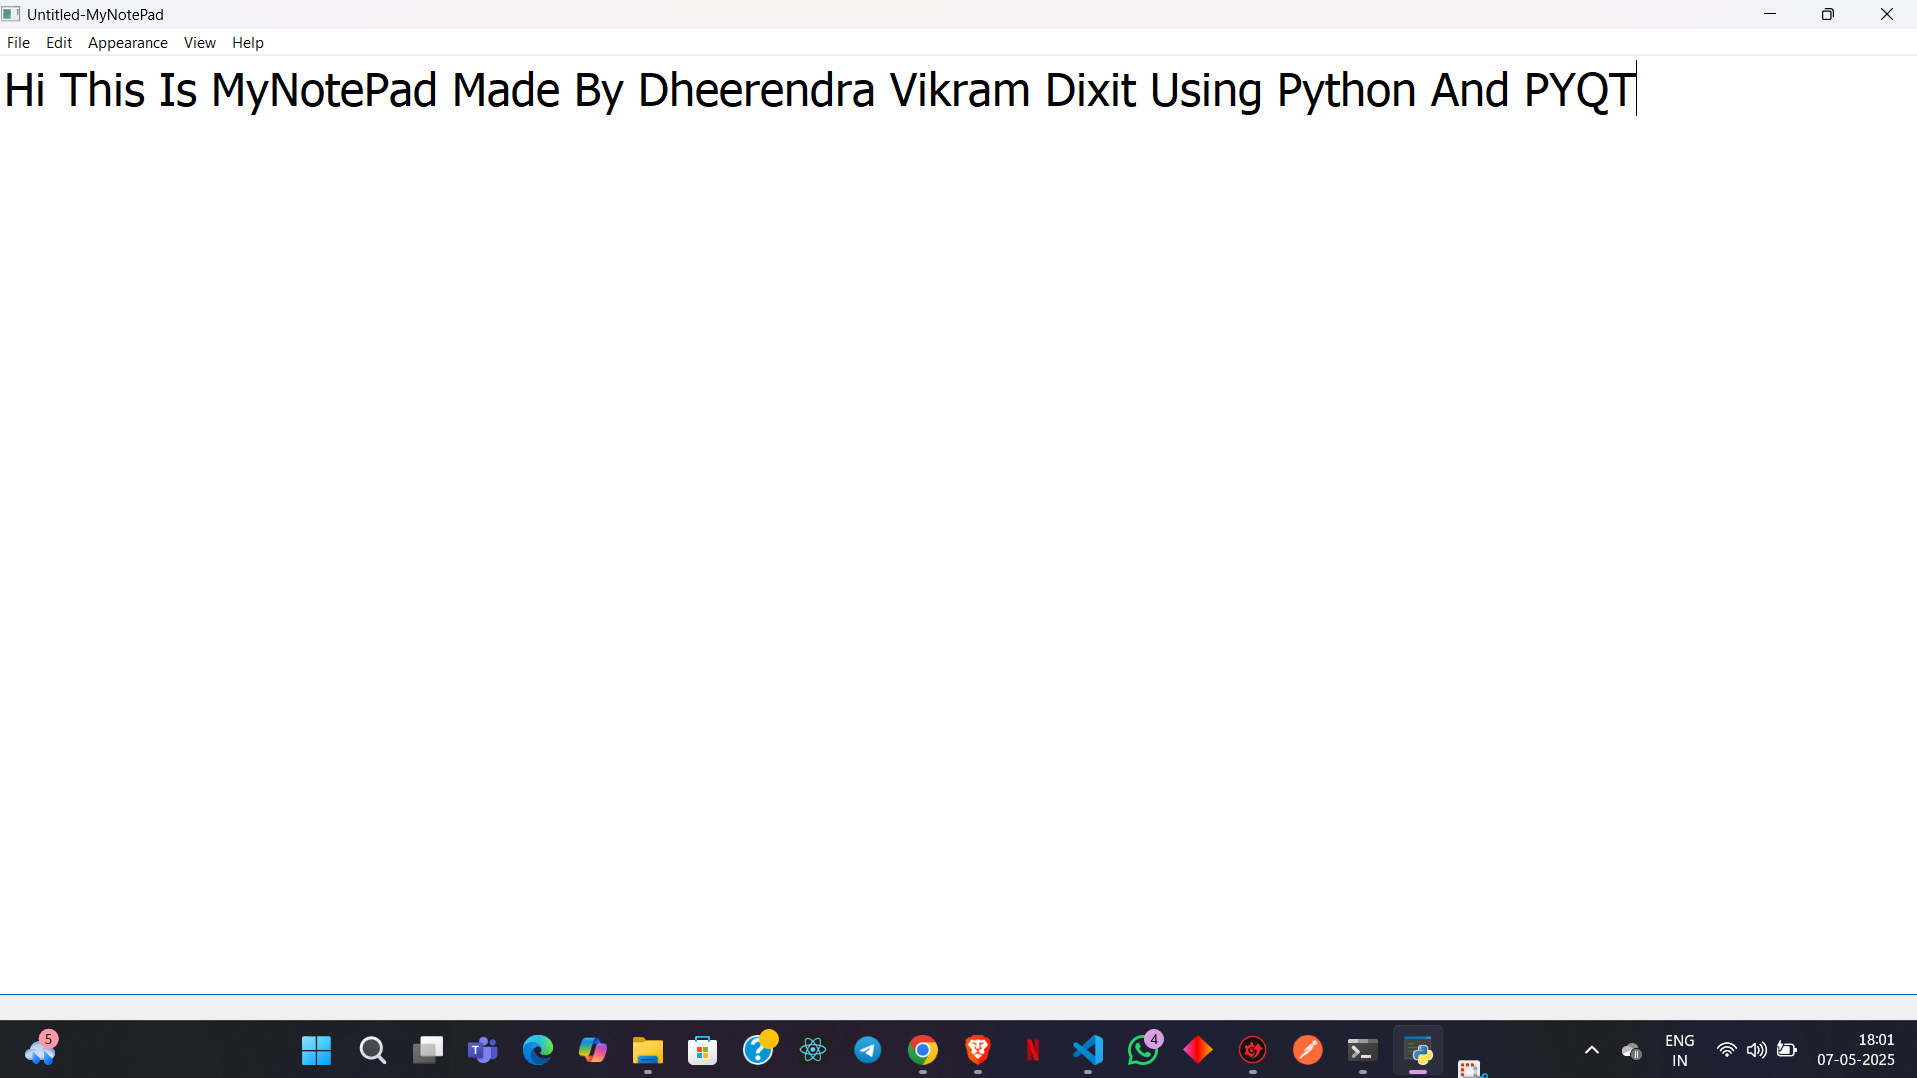 Untitled-MyNotePad
File Edit Appearance View Help
Hi This Is MyNotePad Made By Dheerendra Vikram Dixit Using Python And PYQT
5
4
ENG
IN
18:01
07-05-2025